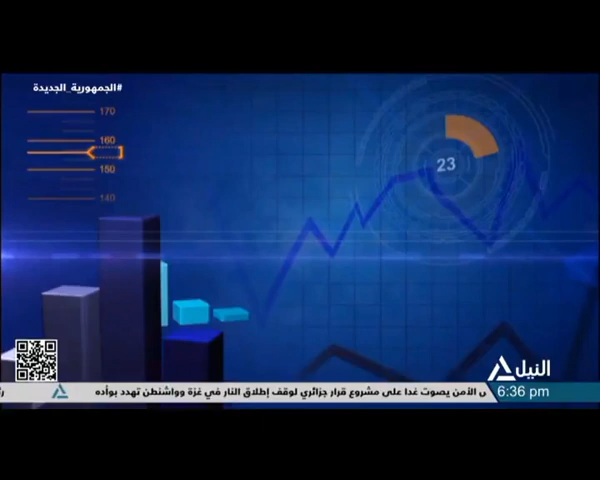 #الجمهورية_الجديدة
170
160
150
140
23
النيل
الأمن يصوت غدا على مشروع قرار جزائري لوقف إطلاق النار في غزة وواشنطن تهدد بوأده
6:36 pm